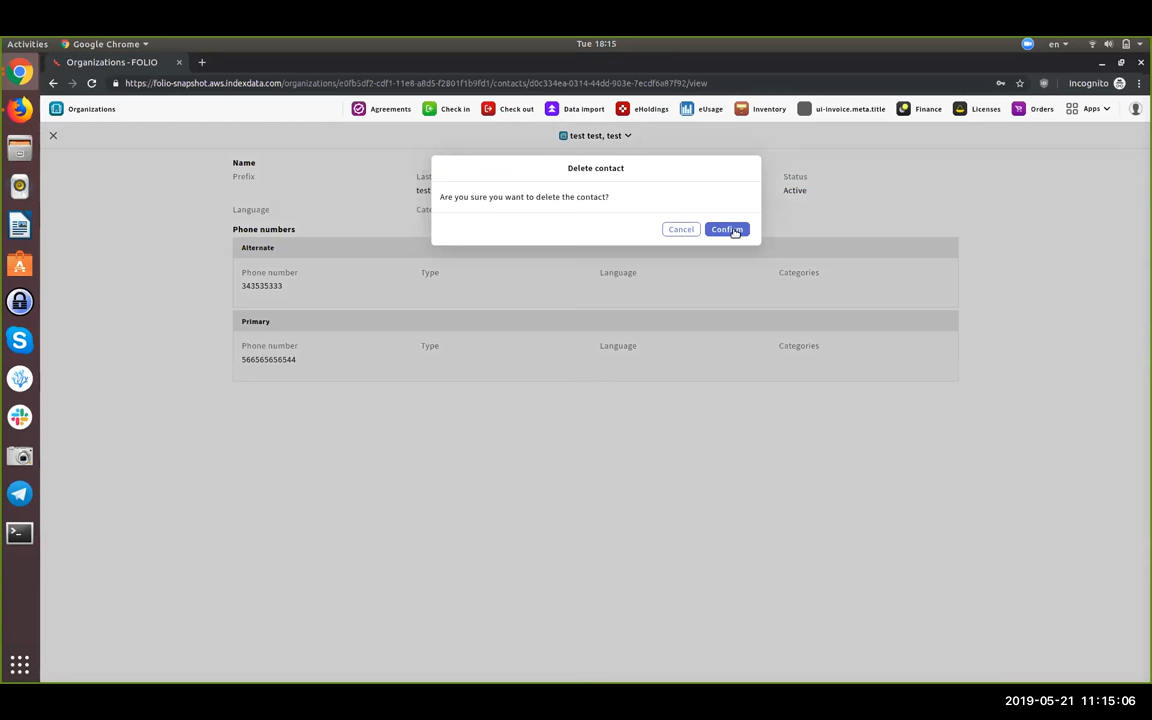 Activities Google Chrome Tue 18:15 en
Organizations - FOLIO
https://folio-snapshot.aws.indexdata.com/organizations/e0fb5df2-cdf1-11e8-a8d5-f2801f1b9fd1/contacts/d0c334ea-0314-44dd-903e-7ecdf6a87f92/view Incognito
Organizations Agreements Check in Check out Data import eHoldings eUsage Inventory ui-invoice.meta.title Finance Licenses Orders Apps
test test, test
Name
Delete contact
Prefix Status
Are you sure you want to delete the contact?
test Active
Language
Phone numbers Cancel Confirm
Alternate
Phone number Type Language Categories
343535333
Primary
Phone number Type Language Categories
566565656544
2019-05-21 11:15:06